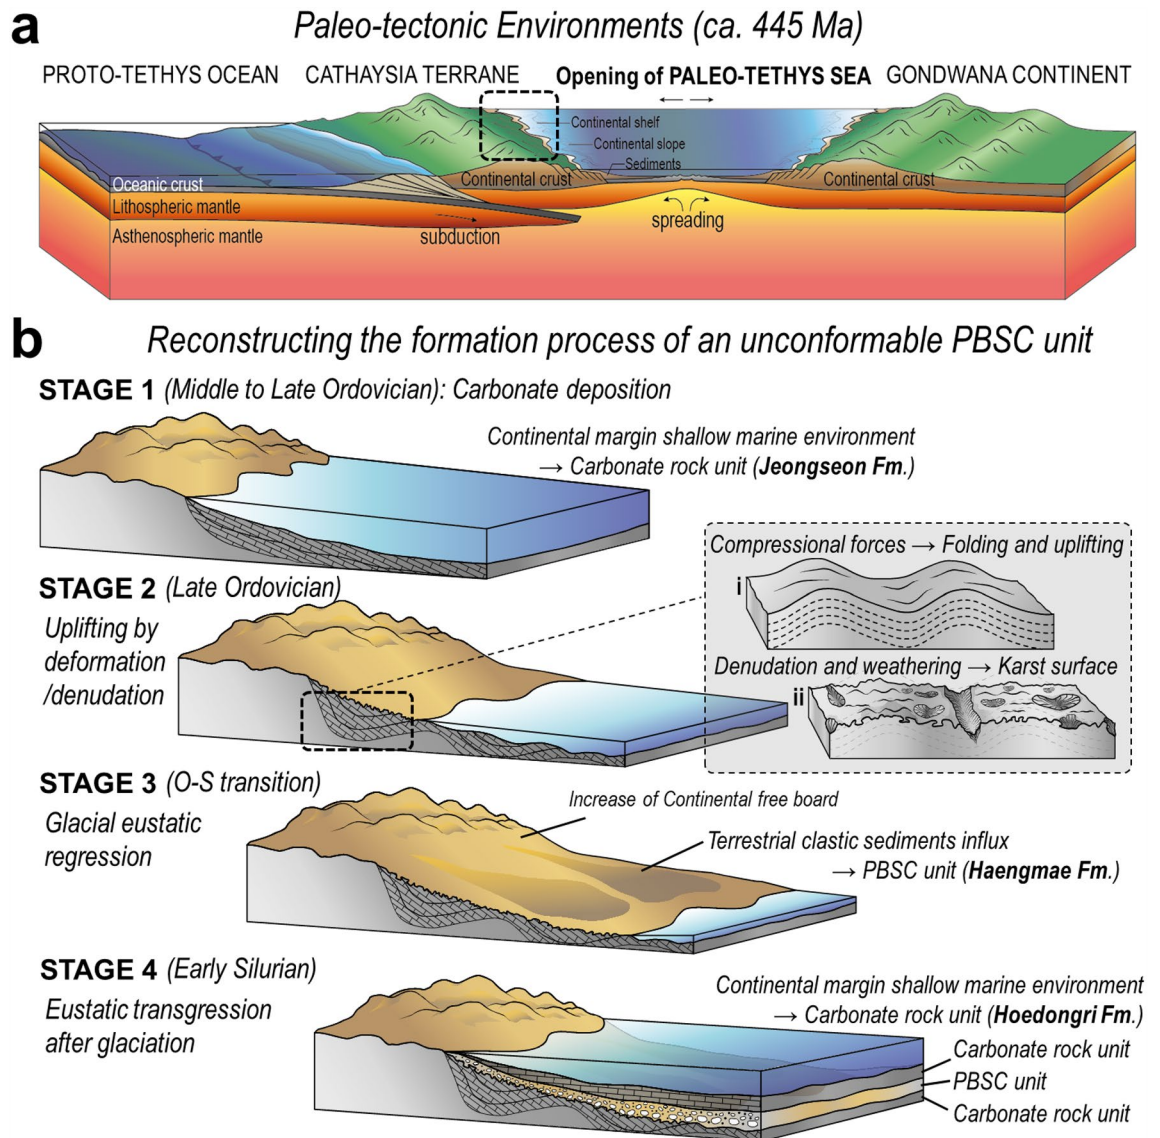 a
Paleo-tectonic Environments (ca. 445 Ma)
PROTO-TETHYS OCEAN
CATHAYSIA TERRANE
Opening of PALEO-TETHYS SEA
GONDWANA CONTINENT
Continental shelf
Continental slope
Sediments
Continental crust
Continental crust
Oceanic crust
Lithospheric mantle
Asthenospheric mantle
subduction
spreading
b
Reconstructing the formation process of an unconformable PBSC unit
STAGE 1 (Middle to Late Ordovician): Carbonate deposition
Continental margin shallow marine environment
→ Carbonate rock unit (Jeongseon Fm.)
STAGE 2 (Late Ordovician)
Uplifting by
deformation
/denudation
Compressional forces → Folding and uplifting
i
Denudation and weathering → Karst surface
ii
STAGE 3 (O-S transition)
Glacial eustatic
regression
Increase of Continental free board
Terrestrial clastic sediments influx
→ PBSC unit (Haengmae Fm.)
STAGE 4 (Early Silurian)
Eustatic transgression
after glaciation
Continental margin shallow marine environment
→ Carbonate rock unit (Hoedongri Fm.)
Carbonate rock unit
PBSC unit
Carbonate rock unit